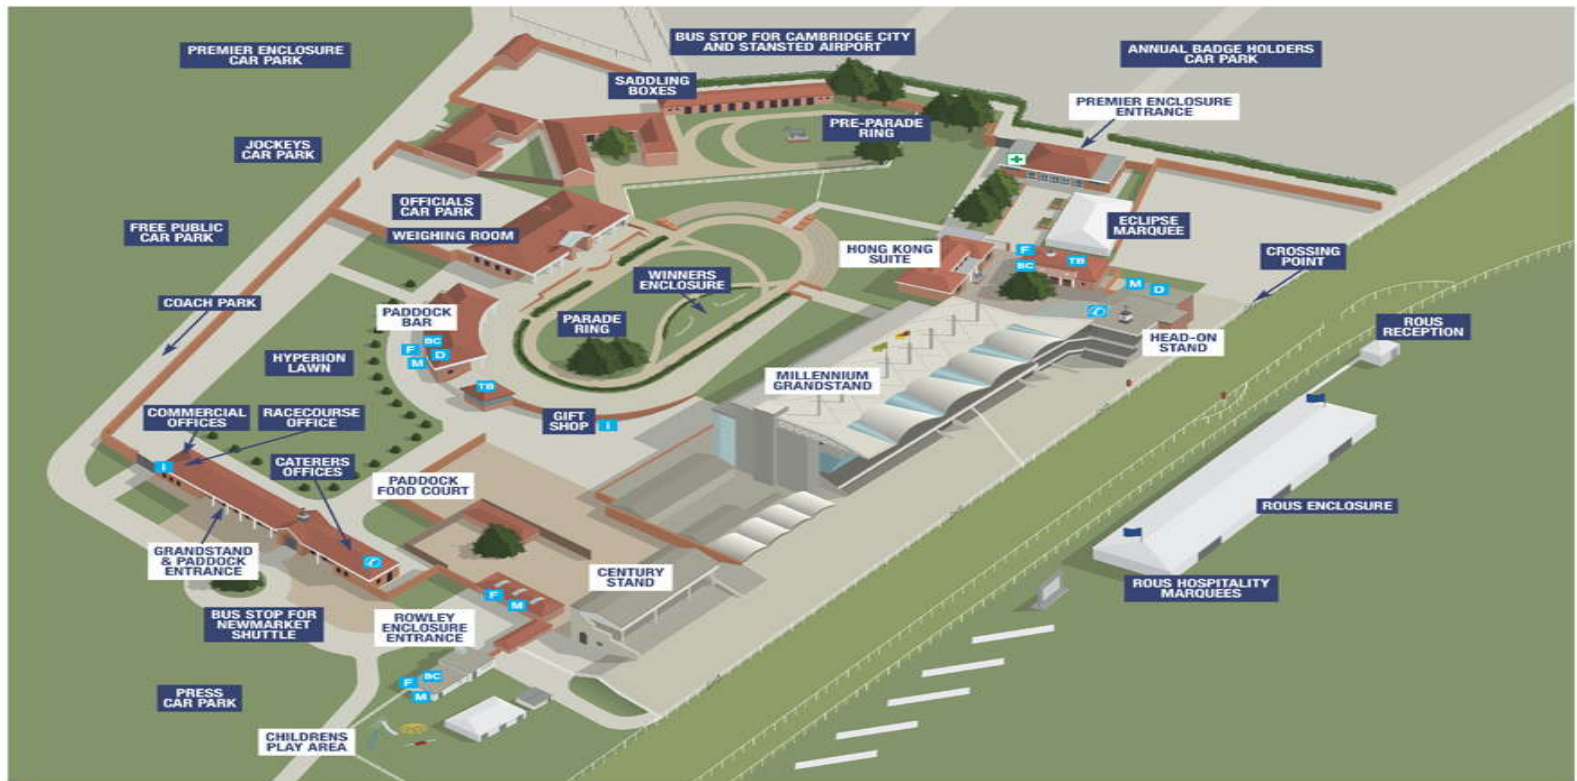 PREMIER ENCLOSURE
CAR PARK
BUS STOP FOR CAMBRIDGE CITY
AND STANSTED AIRPORT
ANNUAL BADGE HOLDERS
CAR PARK
SADDLING
BOXES
PREMIER ENCLOSURE
ENTRANCE
PRE-PARADE
RING
JOCKEYS
CAR PARK
OFFICIALS
CAR PARK
FREE PUBLIC
CAR PARK
WEIGHING ROOM
ECLIPSE
MARQUEE
HONG KONG
SUITE
F
BC
TB
CROSSING
POINT
WINNERS
ENCLOSURE
M
D
COACH PARK
PADDOCK
BAR
PARADE
RING
ROUS
RECEPTION
HEAD-ON
STAND
BC
F
D
M
HYPERION
LAWN
MILLENNIUM
GRANDSTAND
TB
COMMERCIAL
OFFICES
RACECOURSE
OFFICE
GIFT
SHOP
i
i
CATERERS
OFFICES
PADDOCK
FOOD COURT
ROUS ENCLOSURE
GRANDSTAND
& PADDOCK
ENTRANCE
CENTURY
STAND
ROUS HOSPITALITY
MARQUEES
F
M
BUS STOP FOR
NEWMARKET
SHUTTLE
ROWLEY
ENCLOSURE
ENTRANCE
F
BC
M
PRESS
CAR PARK
CHILDRENS
PLAY AREA